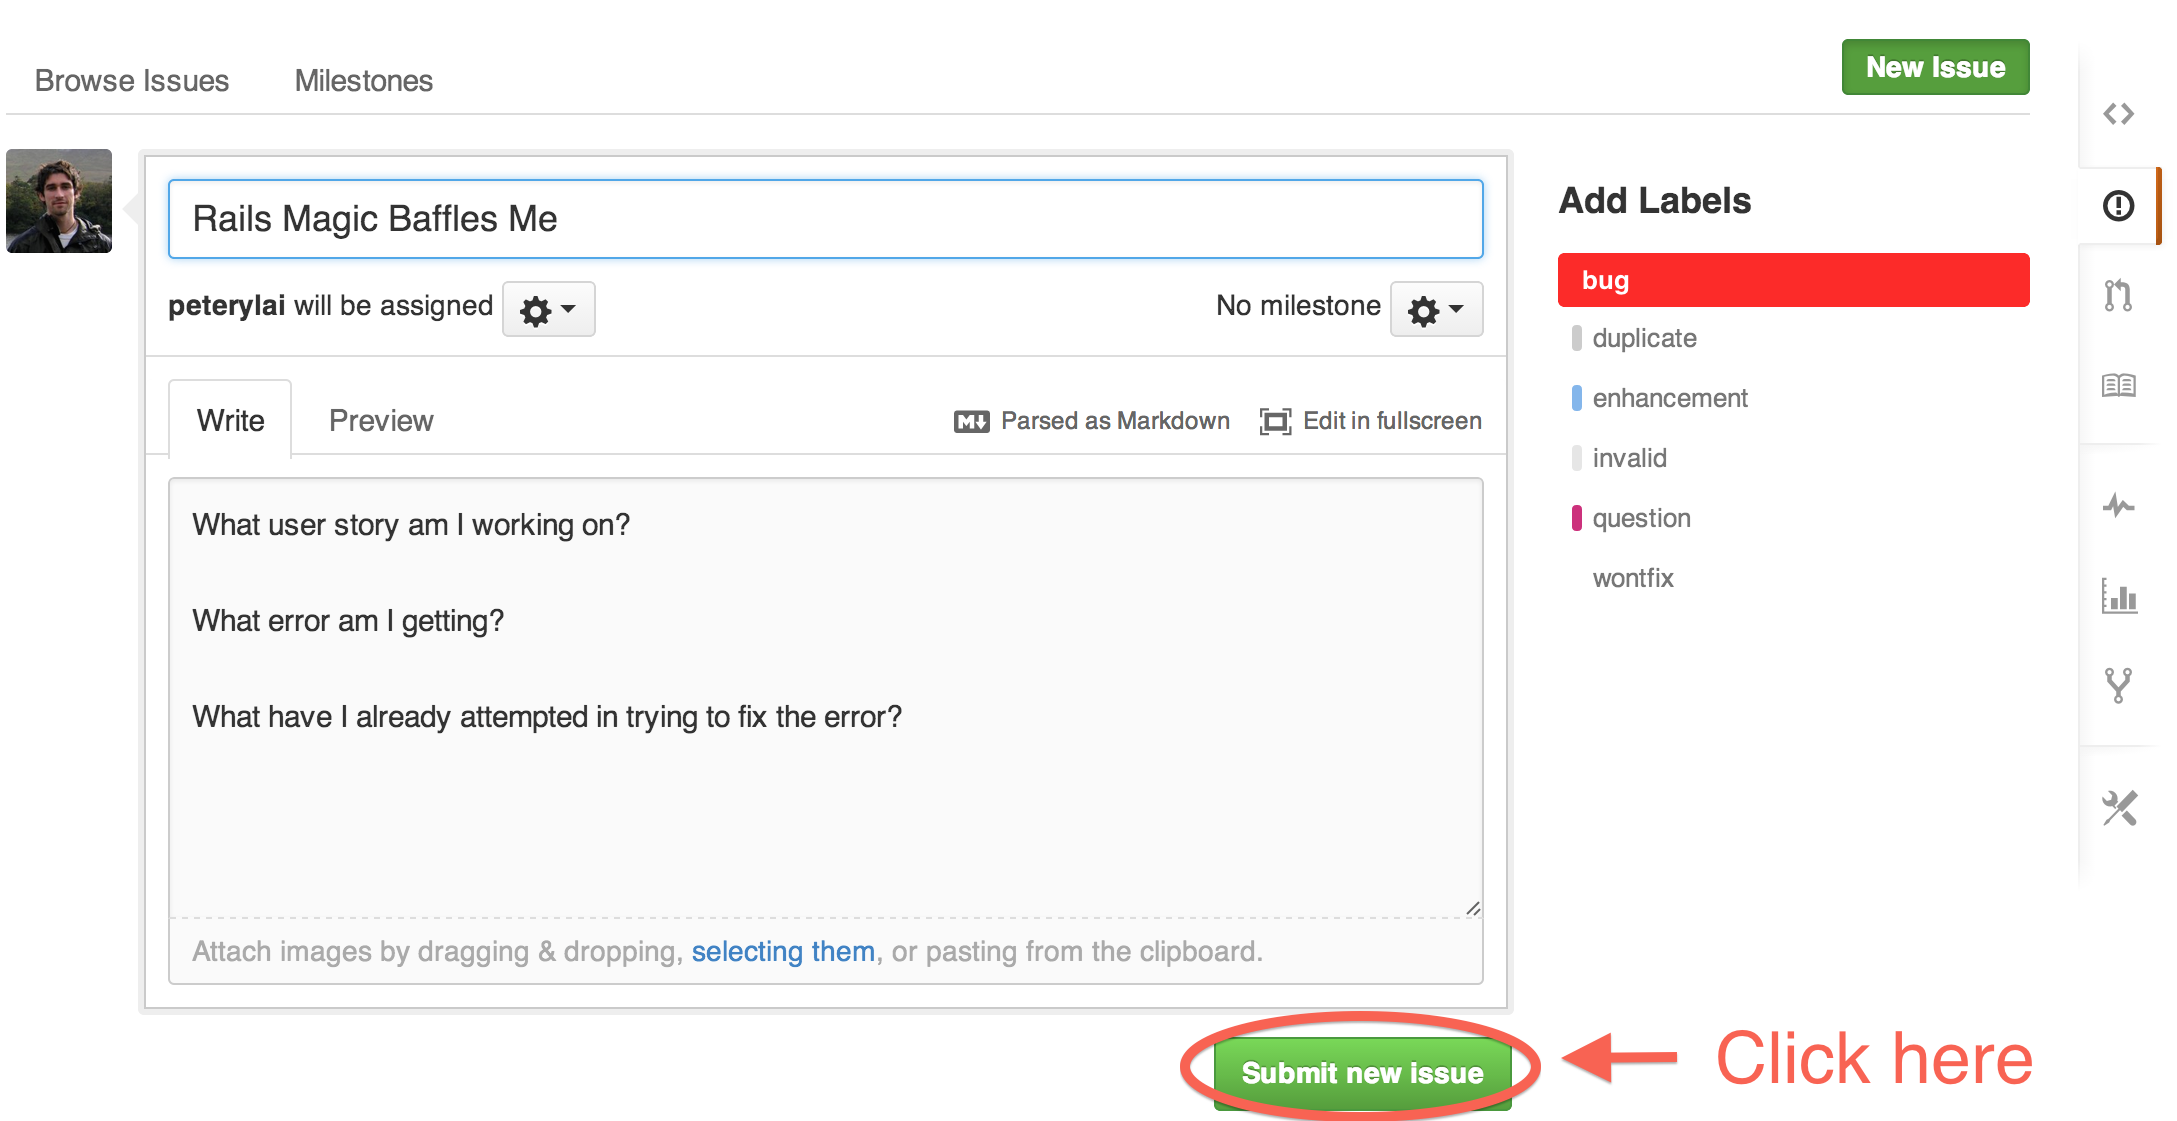 Browse Issues
Milestones
New Issue
Rails Magic Baffles Me
peterylai will be assigned
No milestone
Write
Preview
M↓ Parsed as Markdown
Edit in fullscreen
What user story am I working on?
What error am I getting?
What have I already attempted in trying to fix the error?
Attach images by dragging & dropping, selecting them, or pasting from the clipboard.
Submit new issue
Click here
Add Labels
bug
duplicate
enhancement
invalid
question
wontfix